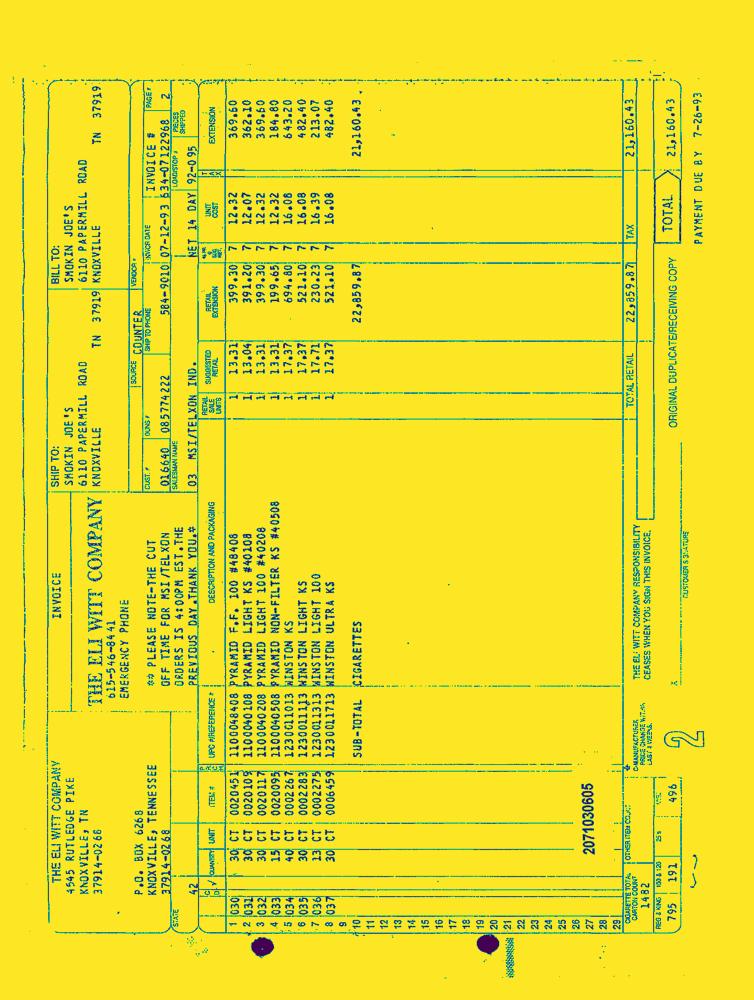 THE ELI WITT COMPANY
4545 RUTLEDGE PIKE
KNOXVILLE, TN
37914-0268
P.O. BOX 6268
KNOXVILLE, TENNESSEE
37914-0268
STATE
42
INVOICE
THE ELI WITT COMPANY
615-546-8441
EMERGENCY PHONE
** PLEASE NOTE-THE CUT
OFF TIME FOR MSI/TELXON
ORDERS IS 4:00PM EST.THE
PREVIOUS DAY.THANK YOU.*
SHIP TO:
SMOKIN JOE'S
6110 PAPERMILL ROAD
KNOXVILLE TN 37919
BILL TO:
SMOKIN JOE'S
6110 PAPERMILL ROAD
KNOXVILLE TN 37919
SOURCE COUNTER VENDOR #
CUST. # DUNS # SHIP TO PHONE INVOICE DATE INVOICE # PAGE #
016640 085774222 584-9010 07-12-93 634-07122968 2
SALESMAN NAME LOAD/STOP # PIECES SHIPPED
03 MSI/TELXON IND. NET 14 DAY 92-095
QUANTITY UNIT ITEM # UPC #/REFERENCE # DESCRIPTION AND PACKAGING RETAIL SALE UNITS SUGGESTED RETAIL RETAIL EXTENSION UNIT COST TAX EXTENSION
1 030 30 CT 0020451 1100048408 PYRAMID F.F. 100 #48408 1 13.31 399.30 7 12.32 369.60
2 031 30 CT 0020109 1100040108 PYRAMID LIGHT KS #40108 1 13.04 391.20 7 12.07 362.10
3 032 30 CT 0020117 1100040208 PYRAMID LIGHT 100 #40208 1 13.31 399.30 7 12.32 369.60
4 033 15 CT 0020095 1100040508 PYRAMID NON-FILTER KS #40508 1 13.31 199.65 7 12.32 184.80
5 034 40 CT 0002267 1230011013 WINSTON KS 1 17.37 694.80 7 16.08 643.20
6 035 30 CT 0002283 1230011113 WINSTON LIGHT KS 1 17.37 521.10 7 16.08 482.40
7 036 13 CT 0002275 1230011313 WINSTON LIGHT 100 1 17.71 230.23 7 16.39 213.07
8 037 30 CT 0006459 1230011713 WINSTON ULTRA KS 1 17.37 521.10 7 16.08 482.40
9
10 SUB-TOTAL CIGARETTES 22,859.87 21,160.43
11
12
13
14
15
16
17
18
19
20
21
22
23
24
25
26
27
28
29
2071030605
CIGARETTE TOTAL CARTON COUNT
1482
OTHER ITEM COUNT
THE ELI WITT COMPANY RESPONSIBILITY
CEASES WHEN YOU SIGN THIS INVOICE.
TOTAL RETAIL 22,859.87 TAX 21,160.43
REG & KING 100 & 120 25's
795 191 496
2
X
CUSTOMER'S SIGNATURE
ORIGINAL DUPLICATE/RECEIVING COPY
TOTAL 21,160.43
PAYMENT DUE BY 7-26-93